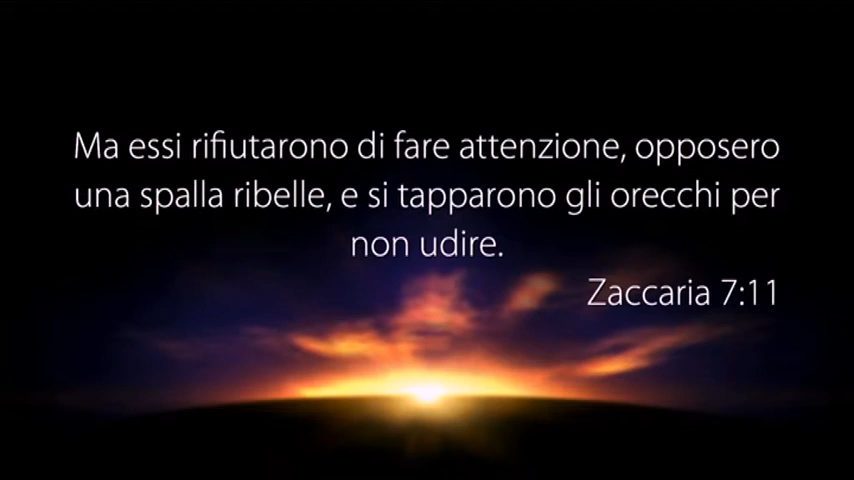 Ma essi rifiutarono di fare attenzione, opposero
una spalla ribelle, e si tapparono gli orecchi per
non udire.
Zaccaria 7:11